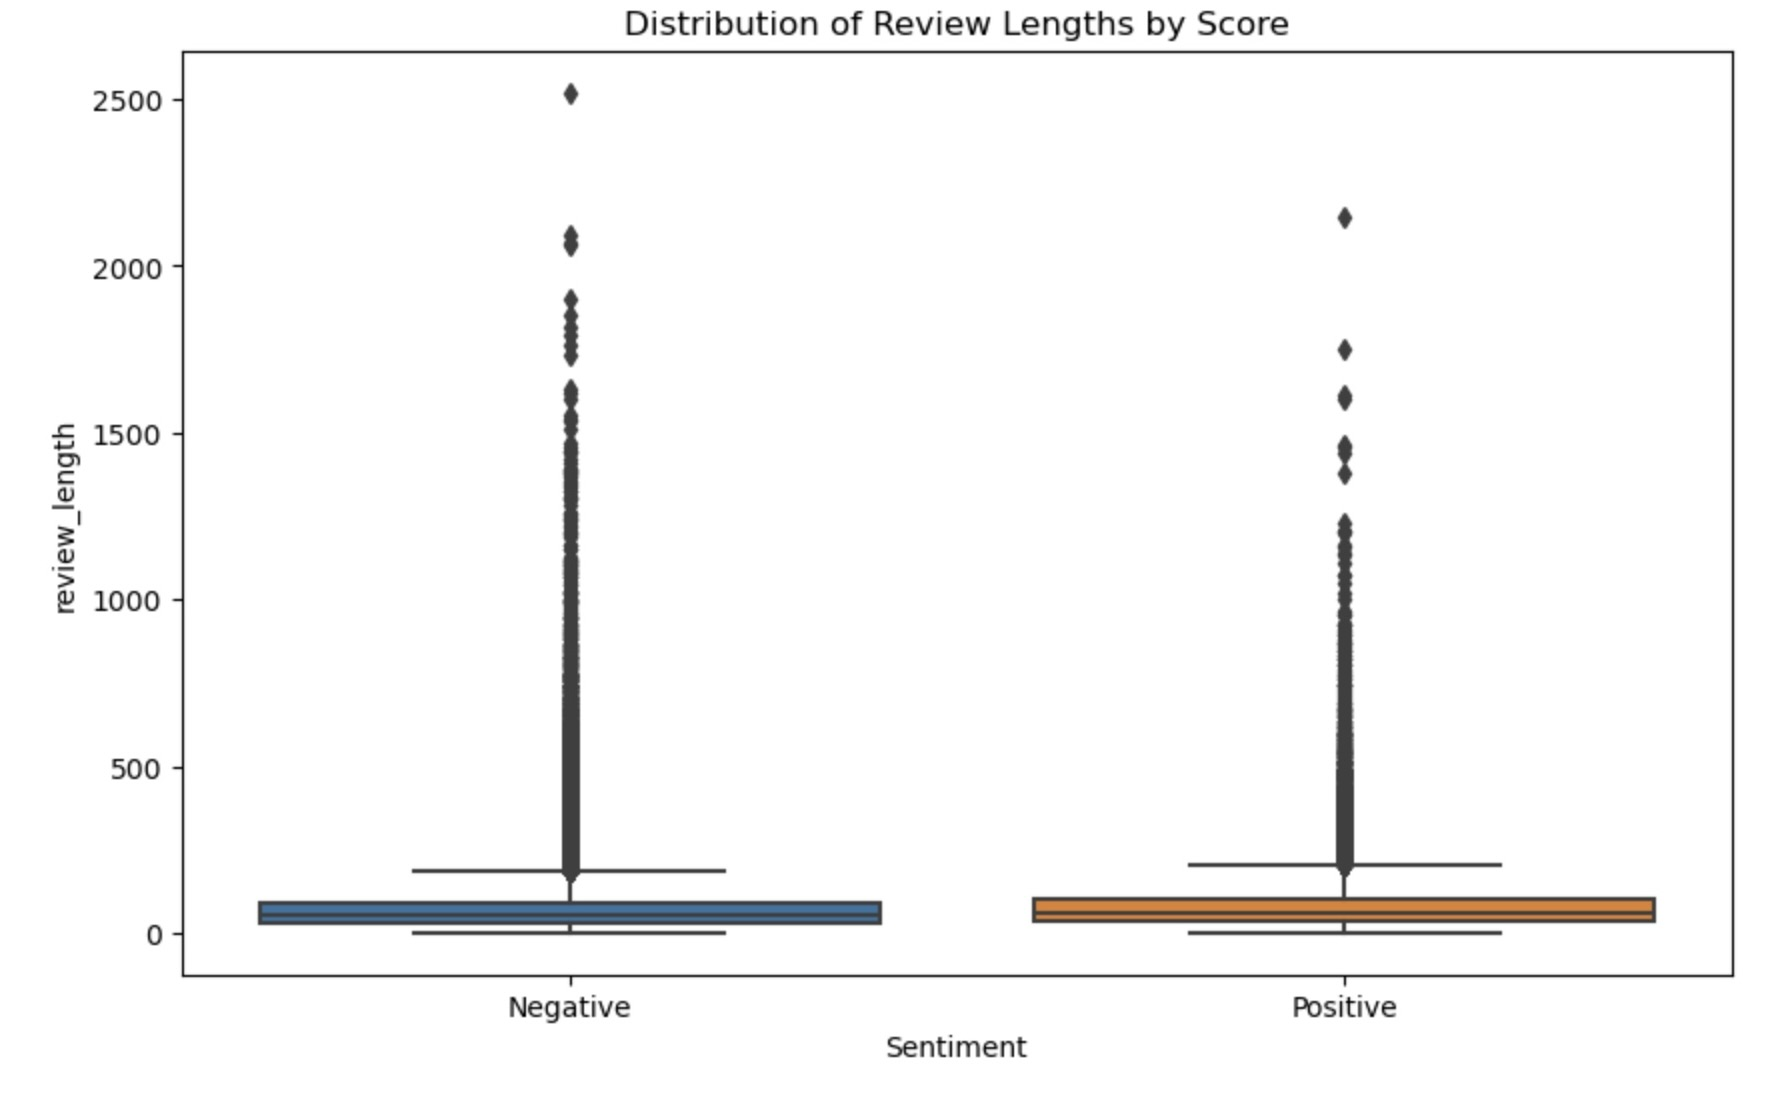 Distribution of Review Lengths by Score
2500
2000
1500
1000
500
0
review_length
Negative
Positive
Sentiment